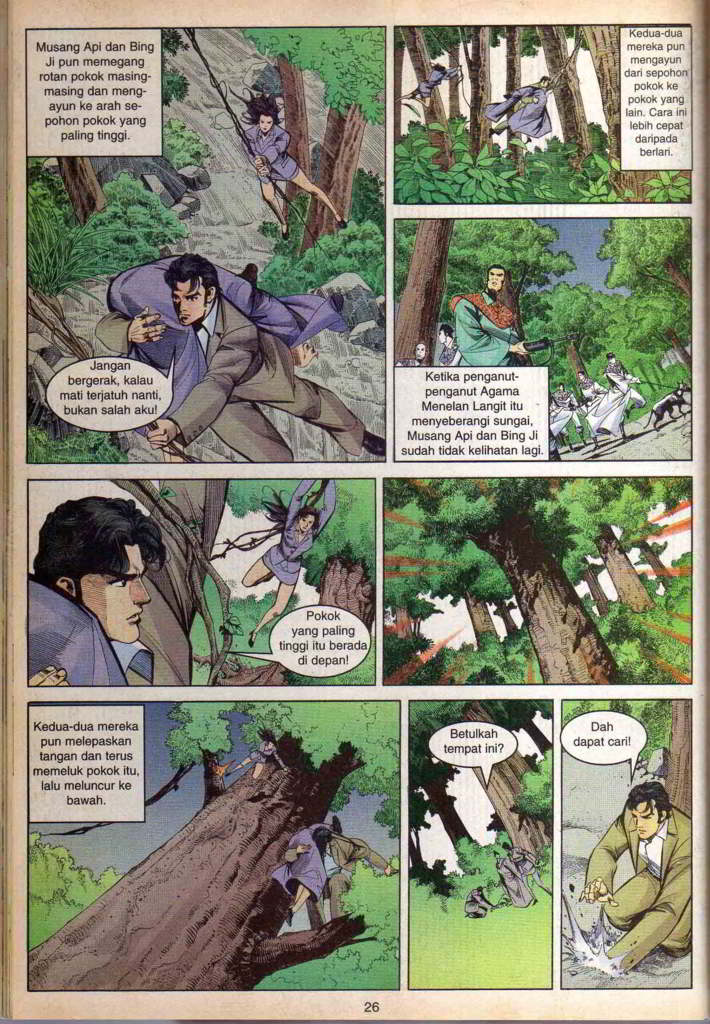 Musang Api dan Bing
Ji pun memegang
rotan pokok masing-
masing dan meng-
ayun ke arah se-
pohon pokok yang
paling tinggi.
Jangan
bergerak, kalau
mati terjatuh nanti,
bukan salah aku!
Kedua-dua
mereka pun
mengayun
dari sepohon
pokok ke
pokok yang
lain. Cara ini
lebih cepat
daripada
berlari.
Ketika penganut-
penganut Agama
Menelan Langit itu
menyeberangi sungai,
Musang Api dan Bing Ji
sudah tidak kelihatan lagi.
Pokok
yang paling
tinggi itu berada
di depan!
Kedua-dua mereka
pun melepaskan
tangan dan terus
memeluk pokok itu,
lalu meluncur ke
bawah.
Betulkah
tempat ini?
Dah
dapat cari!
26